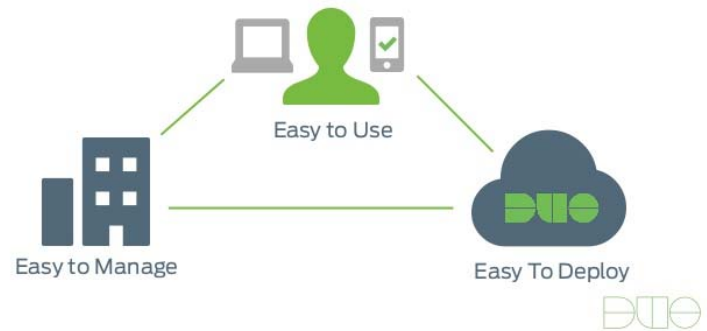 Easy to Use
DUO
Easy to Manage
Easy To Deploy
DUO